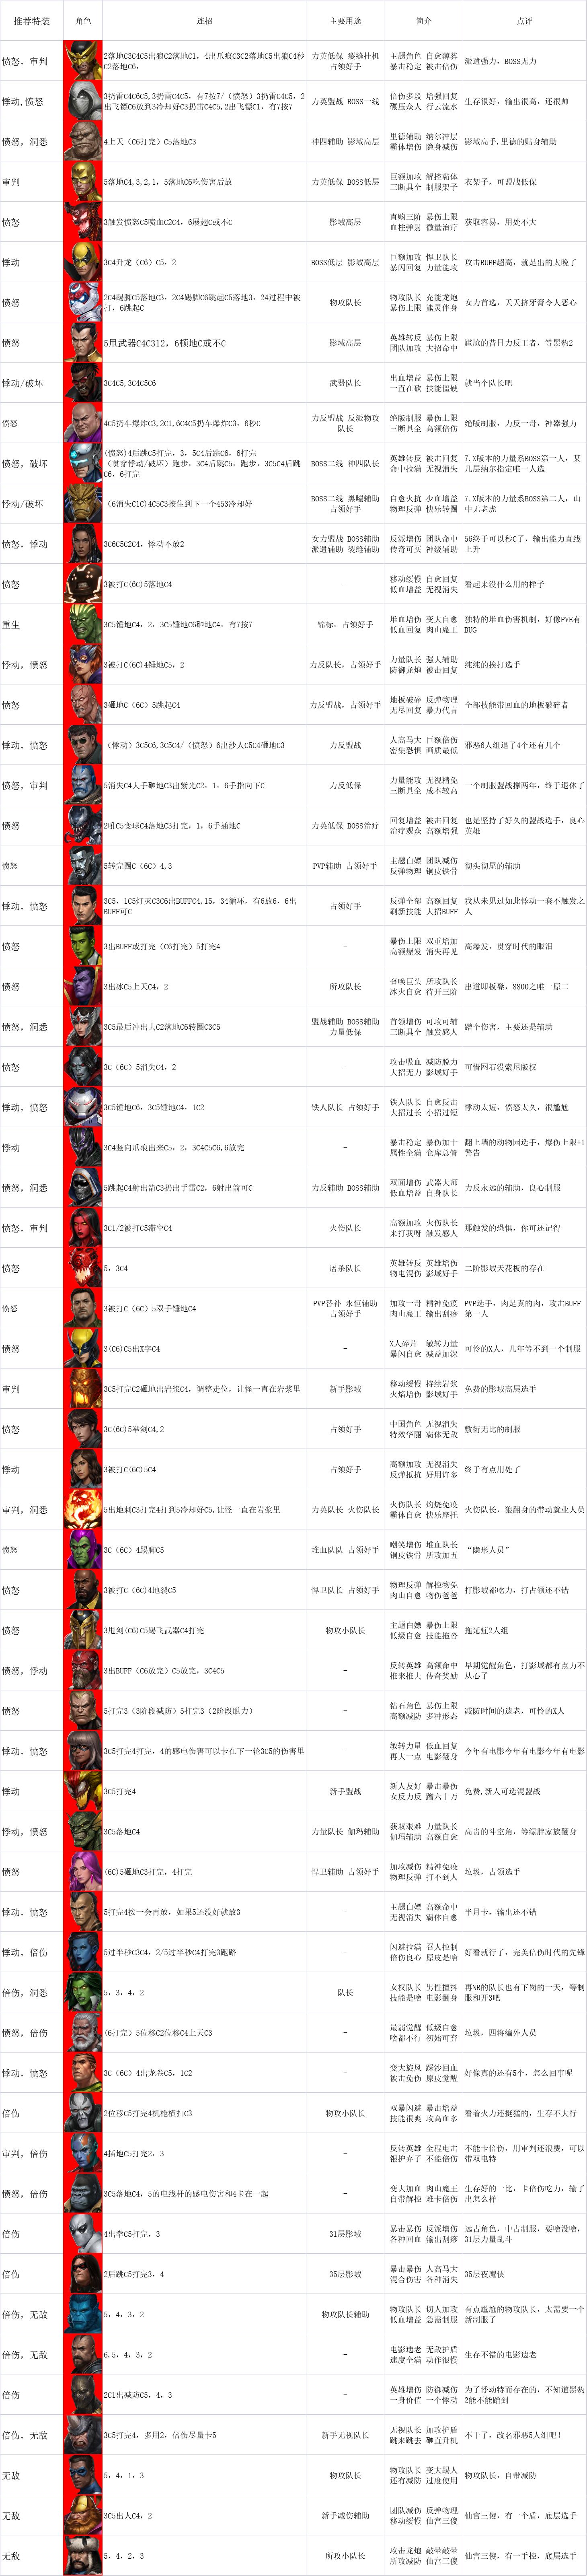 推荐特装 角色 连招 主要用途 简介 点评
愤怒，审判
2落地C3C4C5出狼C2落地C1，4出爪痕C3C2落地C5出狼C4秒
C2落地C6，
力英低保 裂缝挂机
占领好手
主题角色 自愈薄葬
暴击稳定 被击倍伤
派遣强力，BOSS无力
悸动,愤怒
3扔雷C4C6C5,3扔雷C4C5，有7按7/（愤怒）3扔雷C4C5，2
出飞镖C6放到3冷却好C3扔雷C4C5,2出飞镖C1，有7按7
力英盟战 BOSS一线
倍伤多段 增强回复
碾压众人 行云流水
生存很好，输出很高，还很帅
愤怒，洞悉
4上天（C6打完）C5落地C3
神四辅助 影域高层
里德辅助 纳尔冲层
霸体增伤 隐身减伤
影域高手,里德的贴身辅助
审判
5落地C4,3,2,1，5落地C6吃伤害后放
力英低保 BOSS低层
巨额加攻 解控霸体
三断具全 制服架子
衣架子，可盟战低保
愤怒
3触发愤怒C5喷血C2C4，6展翅C或不C
影域高层
直购三阶 暴伤上限
血柱弹射 微量治疗
获取容易，用处不大
悸动
3C4升龙（C6）C5，2
BOSS低层 影域高层
巨额加攻 悍卫队长
暴闪回复 力量能攻
攻击BUFF超高，就是出的太晚了
愤怒
2C4踢脚C5落地C3，2C4踢脚C6跳起C5落地3，24过程中被
打，6跳起C
物攻队长
物攻队长 充能龙炮
暴伤上限 熊灵伴身
女力首选，天天挤牙膏令人恶心
愤怒
5甩武器C4C312，6顿地C或不C
影域高层
英雄转反 暴伤上限
团队加攻 大招命中
尴尬的昔日力反王者，等黑豹2
悸动/破坏
3C4C5,3C4C5C6
武器队长
出血增益 暴伤上限
一直在砍 技能僵硬
就当个队长吧
愤怒
4C5扔车爆炸C3,2C1,6C4C5扔车爆炸C3，6秒C
力反盟战 反派物攻
队长
绝版制服 暴伤上限
三断具全 高额倍伤
绝版制服，力反一哥，神器强力
愤怒，破坏
(愤怒)4后跳C5打完，3，5C4后跳C6，6打完
（贯穿悸动/破坏）跑步，3C4后跳C5，跑步，3C5C4后跳
C6，6打完
BOSS二线 神四队长
英雄转反 被击回复
命中拉满 无视消失
7.X版本的力量系BOSS第一人，某
几层纳尔指定唯一人选
悸动/破坏
（6消失C1C)4C5C3按住到下一个453冷却好
BOSS二线 黑曜辅助
占领好手
自愈火抗 少血增益
物理反弹 快乐转圈
7.X版本的力量系BOSS第二人，山
中无老虎
愤怒，悸动
3C6C5C2C4，悸动不放2
女力盟战 BOSS辅助
派遣辅助 裂缝辅助
反派增伤 团队命中
传奇可买 神级辅助
56终于可以秒C了，输出能力直线
上升
愤怒
3被打C(6C)5落地C4
-
移动缓慢 自愈回复
低血增益 无视消失
看起来没什么用的样子
重生
3C5锤地C4，2，3C5锤地C6砸地C4，有7按7
锦标，占领好手
堆血增伤 变大自愈
低血回复 肉山魔王
独特的堆血伤害机制，好像PVE有
BUG
悸动，愤怒
3被打C(6C)4锤地C5，2
力反队长，占领好手
力量队长 强大辅助
防御龙炮 被击回复
纯纯的挨打选手
愤怒
3砸地C（6C）5跳起C4
力反盟战，占领好手
地板破碎 反弹物理
无尽回复 暴力代言
全部技能带回血的地板破碎者
悸动，愤怒
（悸动）3C5C6,3C5C4/（愤怒）6出沙人C5C4砸地C3
力反盟战
人高马大 巨额倍伤
密集恐惧 画质最低
邪恶6人组退了4个还有几个
愤怒，审判
5消失C4大手砸地C3出紫光C2，1，6手指向下C
力反低保
力量能攻 无视精兔
三断具全 成本较高
一个制服盟战撑两年，终于退休了
愤怒
2吼C5变球C4落地C3打完，1，6手插地C
力英低保 BOSS治疗
回复增益 被击回复
治疗观众 高额增强
也是坚持了好久的盟战选手，良心
英雄
愤怒
5转完圈C（6C）4,3
PVP辅助 占领好手
主题白嫖 团队减伤
反弹物理 铜皮铁骨
彻头彻尾的辅助
悸动，愤怒
3C5，1C5灯灭C3C6出BUFFC4,15，34循环，有6放6，6出
BUFF可C
占领好手
反弹全部 高额回复
刷新技能 大招BUFF
我从未见过如此悸动一套不触发之
人
愤怒
3出BUFF或打完（C6打完）5打完4
-
暴伤上限 双重增加
高额爆发 消失再见
高爆发，贯穿时代的眼泪
愤怒
3出冰C5上天C4，2
所攻队长
召唤巨头 所攻队长
冰火自愈 待开三阶
出道即板凳，8800之唯一原二
愤怒，洞悉
3C5最后冲出去C2落地C6转圈C3C5
盟战辅助 BOSS辅助
力量低保
首领增伤 可攻可辅
三断具全 触发感人
蹭个伤害，主要还是辅助
愤怒
3C（6C）5消失C4，2
-
攻击吸血 减防脱力
大招无力 影域好手
可惜网石没索尼版权
悸动，愤怒
3C5锤地C6，3C5锤地C4，1C2
铁人队长 占领好手
铁人队长 自愈反击
大招过长 小招过短
悸动太短，愤怒太久，很尴尬
悸动
3C4竖向爪痕出来C5，2，3C4C5C6,6放完
-
暴击稳定 暴伤加十
属性全满 仓库总管
翻上墙的动物园选手，爆伤上限+1
警告
愤怒，洞悉
5跳起C4射出箭C3扔出手雷C2，6射出箭可C
力反辅助 BOSS辅助
双面增伤 武器大师
低血增益 自身队长
力反永远的辅助，良心制服
愤怒，审判
3C1/2被打C5滞空C4
火伤队长
高额加攻 火伤队长
来打我呀 触发感人
那触发的恐惧，你可还记得
愤怒
5，3C4
屠杀队长
英雄转反 英雄增伤
物电混伤 影域好手
二阶影域天花板的存在
愤怒
3被打C（6C）5双手锤地C4
PVP替补 永恒辅助
占领好手
加攻一哥 精神免疫
肉山魔王 输出刮痧
PVP选手，肉是真的肉，攻击BUFF
第一人
愤怒
3(C6)C5出X字C4
-
X人碎片 敏转力量
暴闪自愈 减益加深
可怜的X人，几年等不到一个制服
审判
3C5打完C2砸地出岩浆C4，调整走位，让怪一直在岩浆里
新手影域
移动缓慢 持续岩浆
火焰增伤 影域好手
免费的影域高层选手
愤怒
3C(6C)5举剑C4,2
占领好手
中国角色 无视消失
特效华丽 霸体无敌
敷衍无比的制服
悸动
3被打C(6C)5C4
占领好手
高额加攻 无视消失
反弹抵抗 好用许多
终于有点用处了
审判，洞悉
5出地刺C3打完4打到5冷却好C5,让怪一直在岩浆里
力英队长 火伤队长
火伤队长 灼烧免疫
霸体自愈 快乐摩托
火伤队长，狼翻身的带动就业人员
愤怒
3C（6C）4踢脚C5
堆血队队 占领好手
嘲笑增伤 堆血队长
铜皮铁骨 所攻加五
“隐形人员”
愤怒
3被打C（6C)4地裂C5
悍卫队长 占领好手
物理反弹 解控物免
肉山自愈 物伤爸爸
打影域都吃力，打占领还不错
愤怒
3甩剑(C6)C5踢飞武器C4打完
物攻小队长
主题白嫖 暴伤上限
低级自愈 技能拖沓
拖延症2人组
愤怒，悸动
3出BUFF（C6放完）C5放完，3C4C5
-
反转英雄 高额命中
推来推去 传奇奖励
早期觉醒角色，打影域都有点力不
从心了
愤怒
5打完3（3阶段减防）5打完3（2阶段脱力）
-
钻石角色 暴伤上限
高额减防 多种形态
减防时间的遗老，可怜的X人
悸动，愤怒
3C5打完4打完，4的感电伤害可以卡在下一轮3C5的伤害里
-
敏转力量 低血回复
再大一点 电影翻身
今年有电影今年有电影今年有电影
悸动
3C5打完4
新手盟战
新人友好 暴击暴伤
女反力反 蹭六十万
免费,新人可选混盟战
悸动，愤怒
3C5落地C4
力量队长 伽玛辅助
获取艰难 力量队长
伽玛辅助 高额自愈
高贵的斗室角，等绿胖家族翻身
愤怒
(6C)5砸地C3打完，4打完
悍卫辅助 占领好手
加攻减伤 精神免疫
物理反弹 打不到人
垃圾，占领选手
悸动，愤怒
5打完4按一会再放，如果5还没好就放3
-
主题白嫖 高额命中
无视消失 霸体自愈
半月卡，输出还不错
悸动，倍伤
5过半秒C3C4，2/5过半秒C4打完3跑路
-
闪避拉满 召人控制
倍伤良心 原皮是啥
好看就行了，完美倍伤时代的先锋
倍伤，洞悉
5，3，4，2
队长
女权队长 男性擅抖
技能是啥 电影翻身
再NB的队长也有下岗的一天，等制
服和开3吧
愤怒，倍伤
(6打完）5位移C2位移C4上天C3
-
最弱觉醒 低级自愈
啥都不行 初始可弃
垃圾，四将编外人员
悸动，愤怒
3C（6C）4出龙卷C5，1C2
-
变大旋风 踩沙回血
被击免伤 原皮觉醒
好像真的还有5个，怎么回事呢
倍伤
2位移C5打完4机枪横扫C3
物攻小队长
双暴闪避 暴击增益
技能很爽 攻高血多
看着火力还挺猛的，生存不大行
审判，倍伤
4插地C5打完2，3
-
反转英雄 全程电击
银护弃子 不能倍伤
不能卡倍伤，用审判还浪费，可以
带双电特
愤怒，倍伤
3C5落地C4，5的电线杆的感电伤害和4卡在一起
-
变大加血 肉山魔王
自带解控 难卡倍伤
生存好的一比，卡倍伤吃力，输了
出怎么样
倍伤
4出拳C5打完，3
31层影域
暴击暴伤 反派增伤
各种回血 输出刮痧
远古角色，中古制服，要啥没啥，
31层力量乱斗
倍伤
2后跳C5打完3，4
35层影域
暴击暴伤 人高马大
混合伤害 各种消失
35层夜魔侠
倍伤，无敌
5，4，3，2
物攻队长辅助
物攻队长 切人加攻
低血增益 急需制服
有点尴尬的物攻队长，太需要一个
新制服了
倍伤，无敌
6,5，4，3，2
-
电影遗老 无敌护盾
速度全满 动作很慢
生存不错的电影遗老
倍伤
2C1出减防C5，4，3
-
英雄增伤 防御减伤
一身价值 一个悸动
为了悸动特而存在的，不知道黑豹
2能不能蹭到
倍伤，无敌
3C5打完4，多用2，倍伤尽量卡5
新手无视队长
无视队长 加攻护盾
跳来跳去 砸直升机
不干了，改名邪恶5人组吧！
无敌
5，4，1，3
物攻队长
物攻队长 变大踢人
还有减防 过度使用
物攻队长，自带减防
无敌
3C5出人C4，2
新手减伤辅助
团队减伤 反弹物理
移动缓慢 仙宫三傻
仙宫三傻，有一个盾，底层选手
无敌
5，4，2，3
所攻小队长
攻击龙炮 敲晕敲晕
所攻减防 仙宫三傻
仙宫三傻，有一手控，底层选手